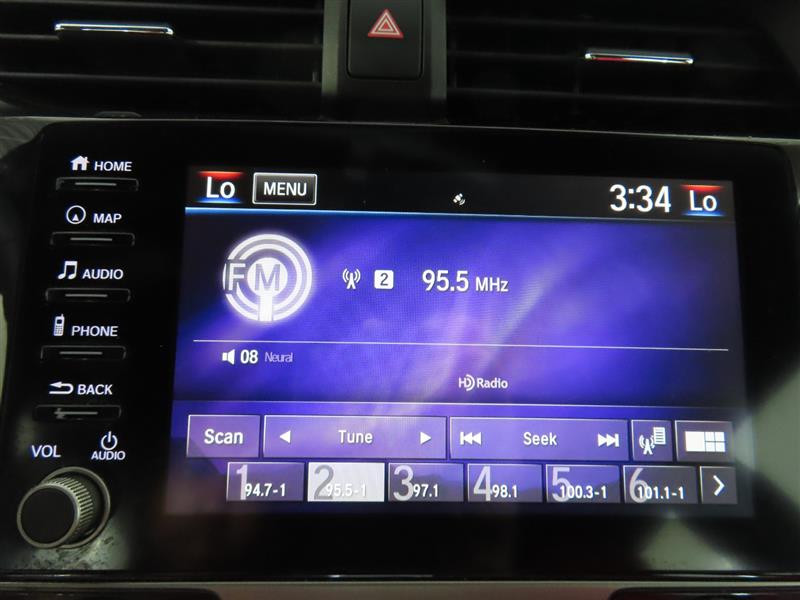 HOME
MAP
AUDIO
PHONE
BACK
VOL
AUDIO
Lo MENU 3:34 Lo
FM 2 95.5 MHz
08 Neural
HD Radio
Scan Tune Seek
1 94.7-1 2 95.5-1 3 97.1 4 98.1 5 100.3-1 6 101.1-1